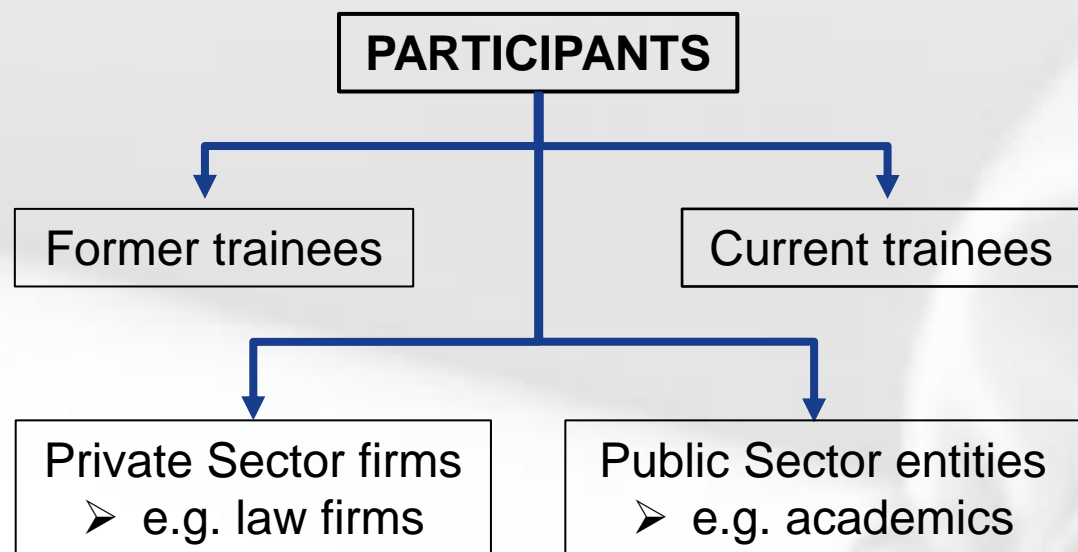 PARTICIPANTS
Former trainees
Current trainees
Private Sector firms
➢ e.g. law firms
Public Sector entities
➢ e.g. academics